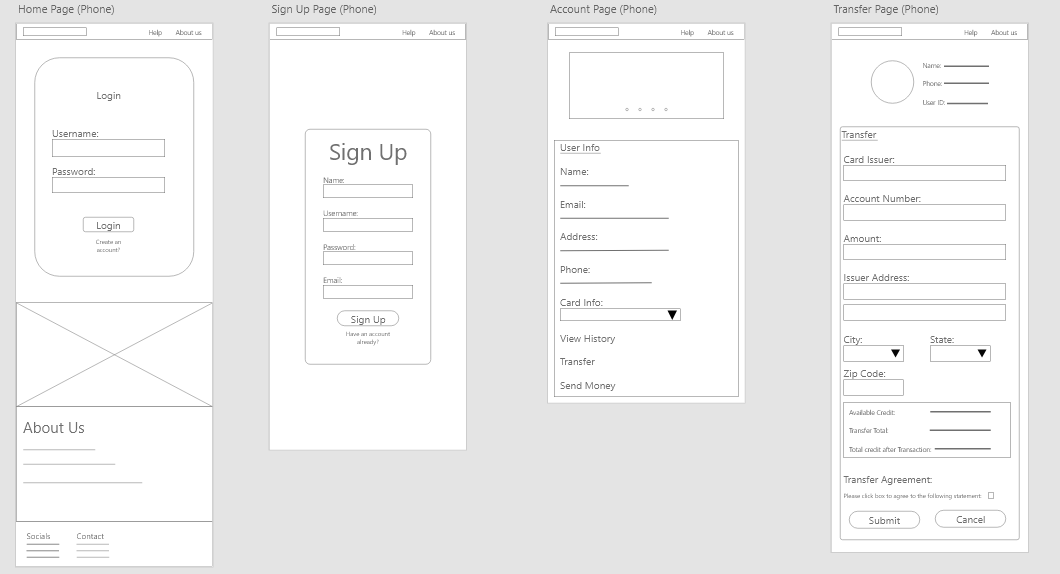 Home Page (Phone)
Help About us
Login
Username:
Password:
Login
Create an
account?
About Us
Socials Contact
Sign Up Page (Phone)
Help About us
Sign Up
Name:
Username:
Password:
Email:
Sign Up
Have an account
already?
Account Page (Phone)
Help About us
User Info
Name:
Email:
Address:
Phone:
Card Info:
View History
Transfer
Send Money
Transfer Page (Phone)
Help About us
Name:
Phone:
User ID:
Transfer
Card Issuer:
Account Number:
Amount:
Issuer Address:
City: State:
Zip Code:
Available Credit:
Transfer Total:
Total credit after Transaction:
Transfer Agreement:
Please click box to agree to the following statement:
Submit Cancel